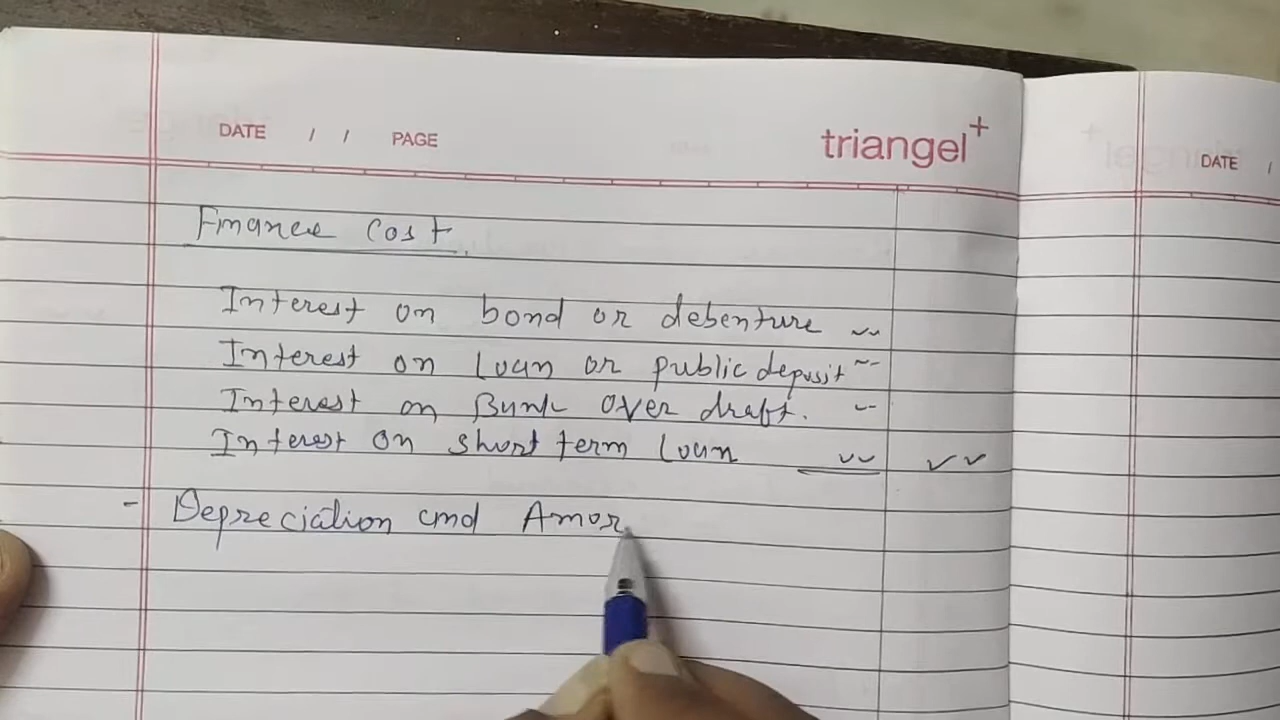 DATE / / PAGE
triangel+
DATE /
Finance Cost
Interest on bond or debenture
Interest on Loan or public deposit
Interest on Bank Over draft.
Interest on short term Loan
- Depreciation and Amor